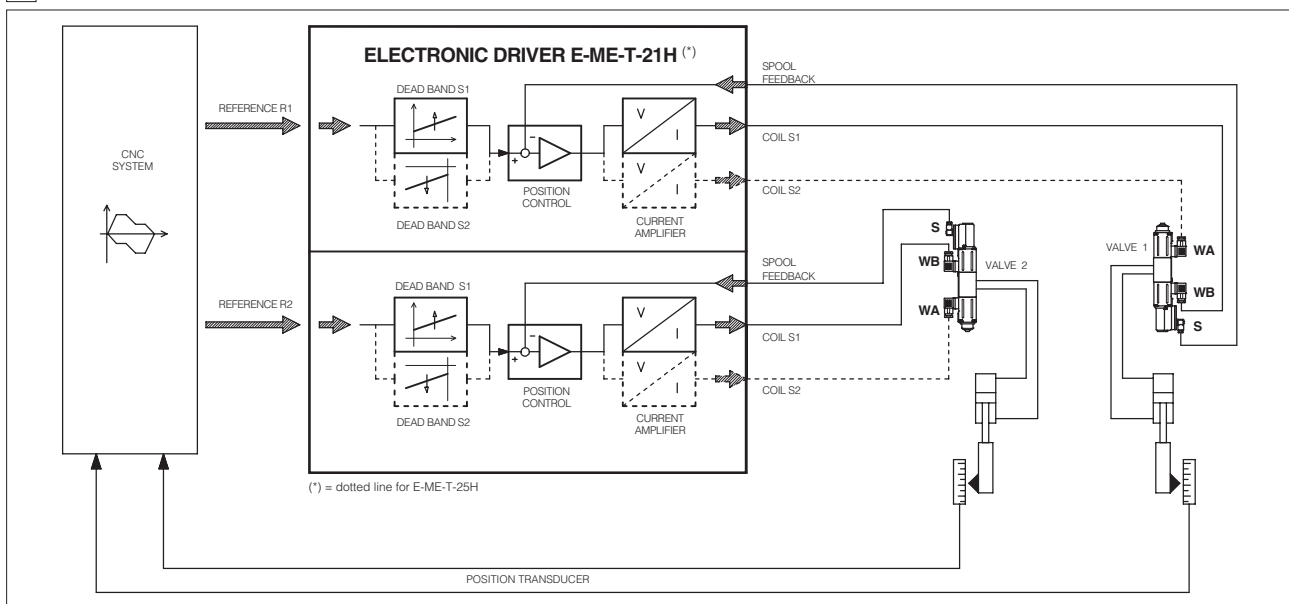 ELECTRONIC DRIVER E-ME-T-21H (*)
CNC
SYSTEM
REFERENCE R1
DEAD BAND S1
DEAD BAND S2
+
-
POSITION
CONTROL
V
I
V
I
CURRENT
AMPLIFIER
SPOOL
FEEDBACK
COIL S1
COIL S2
REFERENCE R2
DEAD BAND S1
DEAD BAND S2
+
-
POSITION
CONTROL
V
I
V
I
CURRENT
AMPLIFIER
SPOOL
FEEDBACK
COIL S1
COIL S2
S
WB
WA
VALVE 2
VALVE 1
WA
WB
S
(*) = dotted line for E-ME-T-25H
POSITION TRANSDUCER